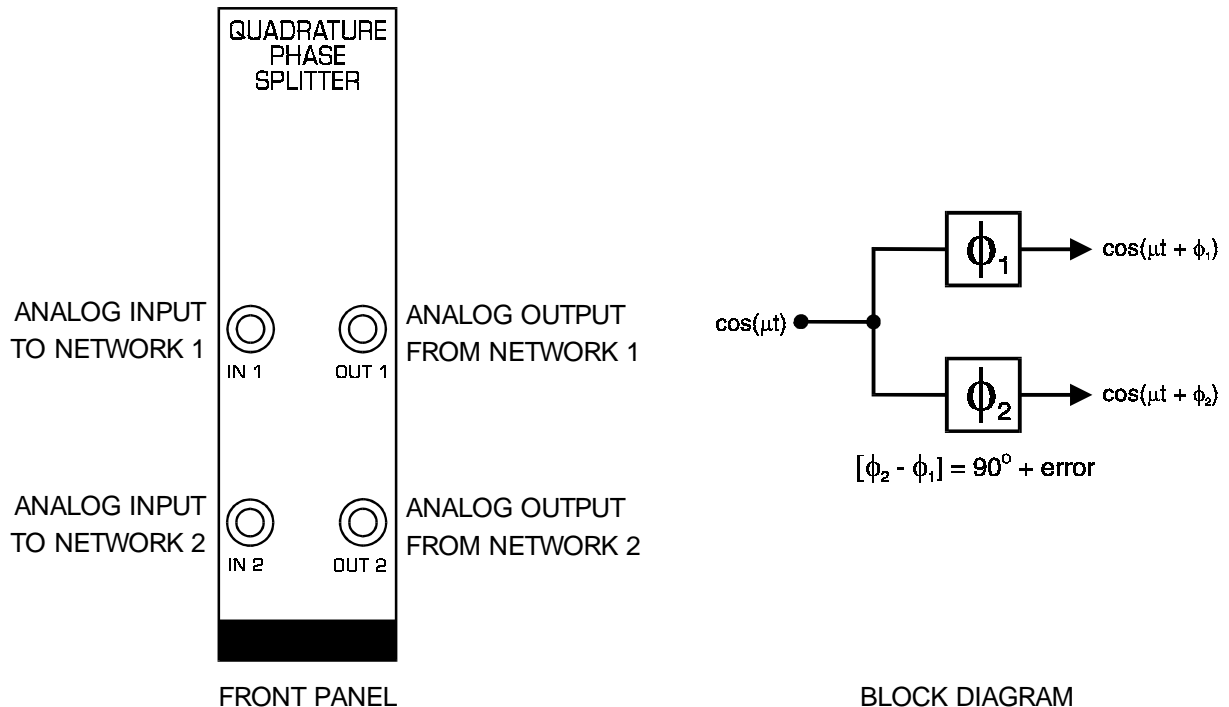 QUADRATURE
PHASE
SPLITTER
ANALOG INPUT
TO NETWORK 1
IN 1
OUT 1
ANALOG OUTPUT
FROM NETWORK 1
ANALOG INPUT
TO NETWORK 2
IN 2
OUT 2
ANALOG OUTPUT
FROM NETWORK 2
FRONT PANEL
cos(μt)
ϕ₁
cos(μt + ϕ₁)
ϕ₂
cos(μt + ϕ₂)
[ϕ₂ - ϕ₁] = 90° + error
BLOCK DIAGRAM